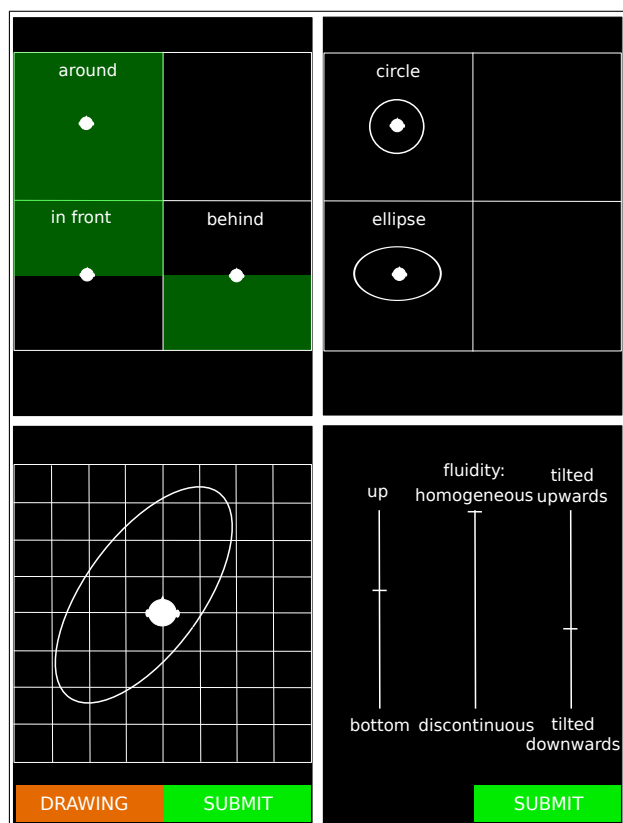 around
in front
behind
circle
ellipse
DRAWING
SUBMIT
up
fluidity:
homogeneous
tilted
upwards
bottom
discontinuous
tilted
downwards
SUBMIT